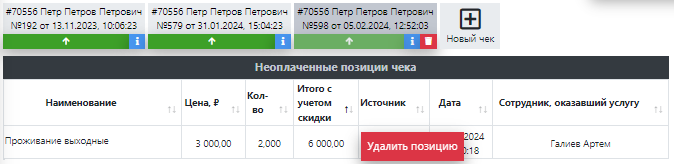 #70556 Петр Петров Петрович
№192 от 13.11.2023, 10:06:23
#70556 Петр Петров Петрович
№579 от 31.01.2024, 15:04:23
#70556 Петр Петров Петрович
№598 от 05.02.2024, 12:52:03
Новый чек
Неоплаченные позиции чека
Наименование
Цена, ₽
Кол-
во
Итого с
учетом
скидки
Источник
Дата
Сотрудник, оказавший услугу
Проживание выходные
3 000,00
2,000
6 000,00
Удалить позицию
2024
0:18
Галиев Артем